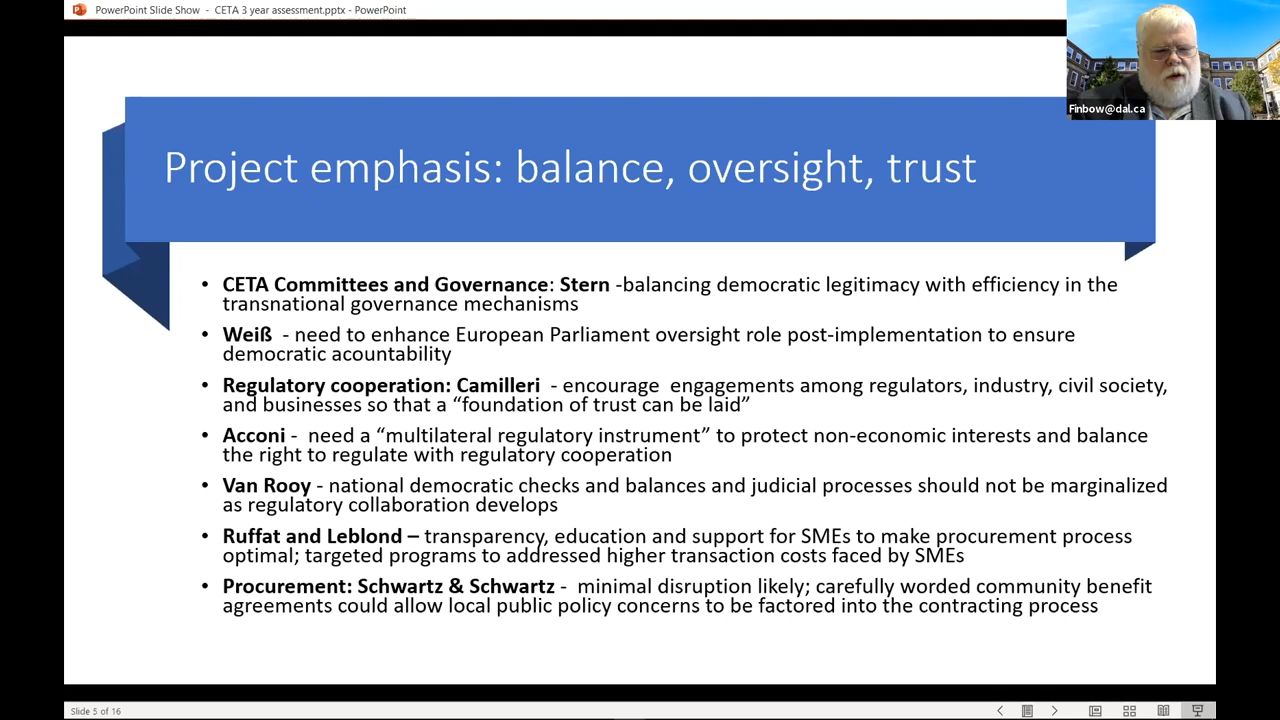 PowerPoint Slide Show - CETA 3 year assessment.pptx - PowerPoint
Finbow@dal.ca
Project emphasis: balance, oversight, trust
• CETA Committees and Governance: Stern -balancing democratic legitimacy with efficiency in the
transnational governance mechanisms
• Weiß - need to enhance European Parliament oversight role post-implementation to ensure
democratic acountability
• Regulatory cooperation: Camilleri - encourage engagements among regulators, industry, civil society,
and businesses so that a “foundation of trust can be laid”
• Acconi - need a “multilateral regulatory instrument” to protect non-economic interests and balance
the right to regulate with regulatory cooperation
• Van Rooy - national democratic checks and balances and judicial processes should not be marginalized
as regulatory collaboration develops
• Ruffat and Leblond – transparency, education and support for SMEs to make procurement process
optimal; targeted programs to addressed higher transaction costs faced by SMEs
• Procurement: Schwartz & Schwartz - minimal disruption likely; carefully worded community benefit
agreements could allow local public policy concerns to be factored into the contracting process
Slide 5 of 16